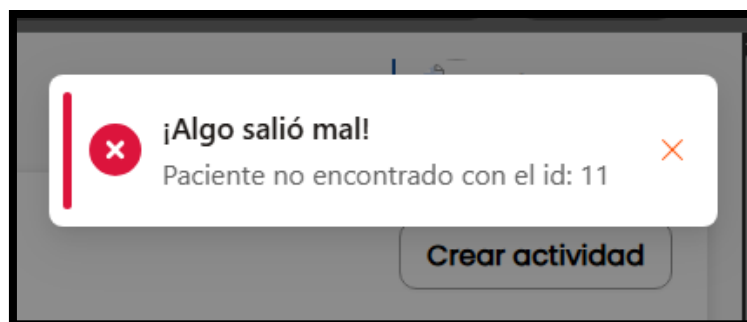 ¡Algo salió mal!
Paciente no encontrado con el id: 11
Crear actividad